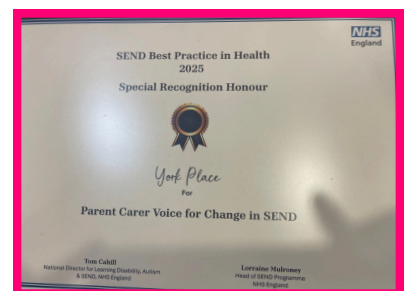 NHS
England
SEND Best Practice in Health
2025
Special Recognition Honour
York Place
For
Parent Carer Voice for Change in SEND
Tom Cahill
National Director for Learning Disability, Autism
& SEND, NHS England
Lorraine Mulroney
Head of SEND Programme
NHS England